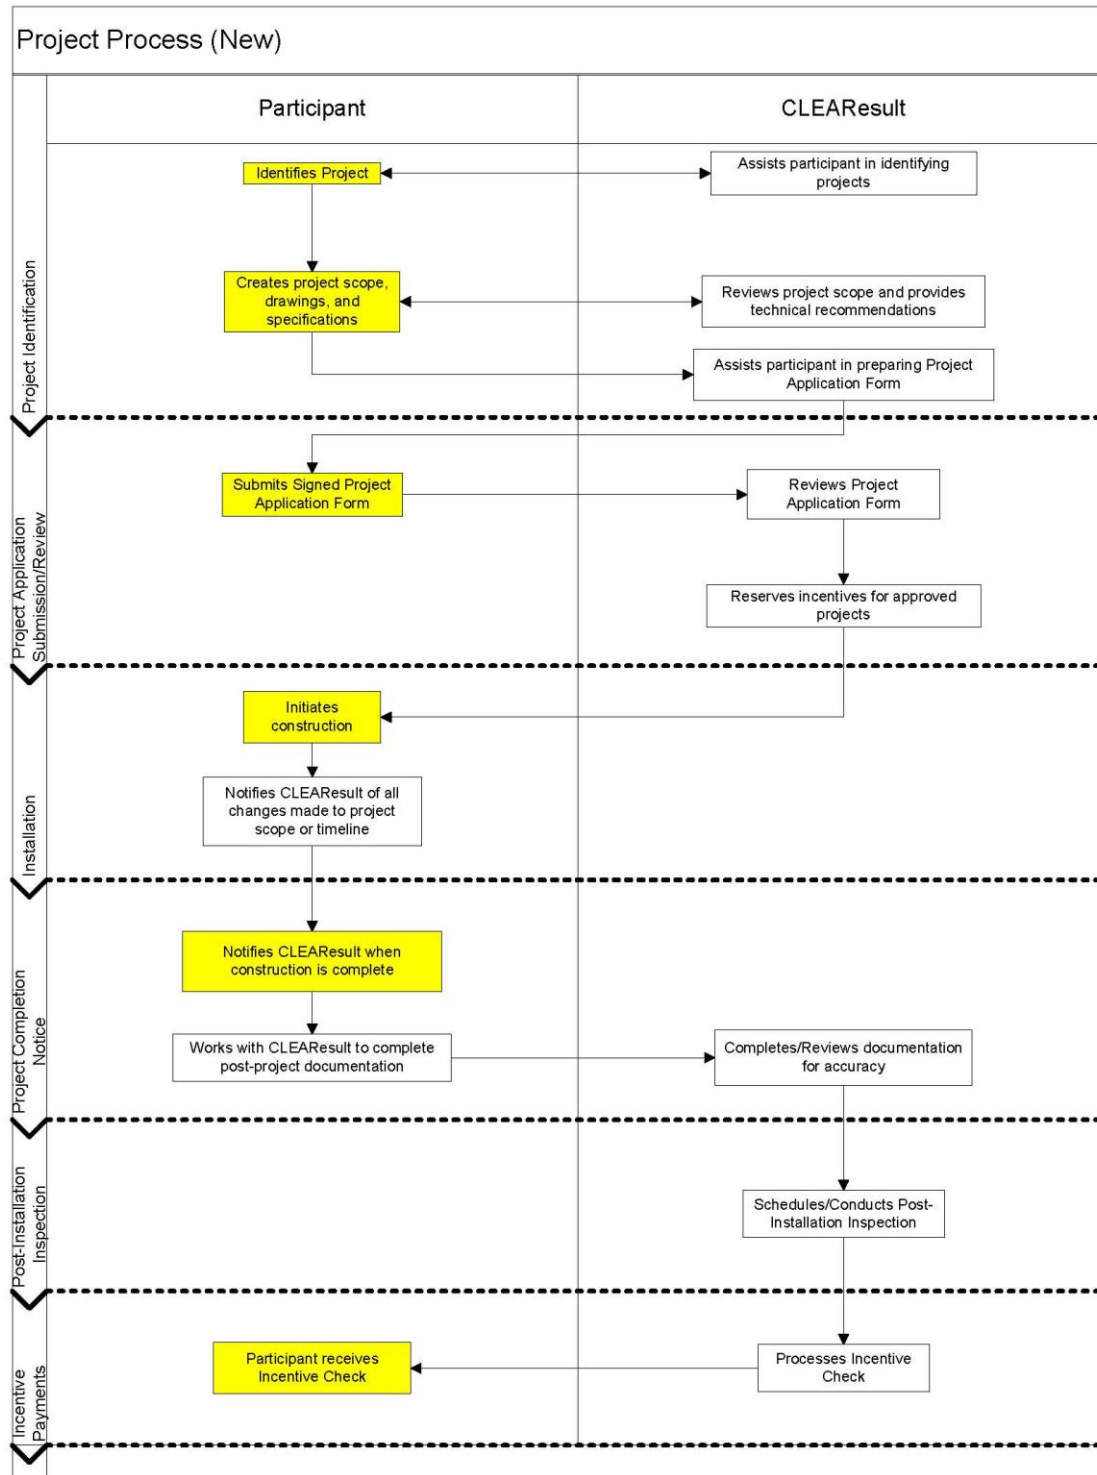 Project Process (New)
Participant
CLEAResult
Project Identification
Identifies Project
Assists participant in identifying
projects
Creates project scope,
drawings, and
specifications
Reviews project scope and provides
technical recommendations
Assists participant in preparing Project
Application Form
Project Application
Submission/Review
Submits Signed Project
Application Form
Reviews Project
Application Form
Reserves incentives for approved
projects
Installation
Initiates
construction
Notifies CLEAResult of all
changes made to project
scope or timeline
Project Completion
Notice
Notifies CLEAResult when
construction is complete
Works with CLEAResult to complete
post-project documentation
Completes/Reviews documentation
for accuracy
Post-Installation
Inspection
Schedules/Conducts Post-
Installation Inspection
Incentive
Payments
Participant receives
Incentive Check
Processes Incentive
Check